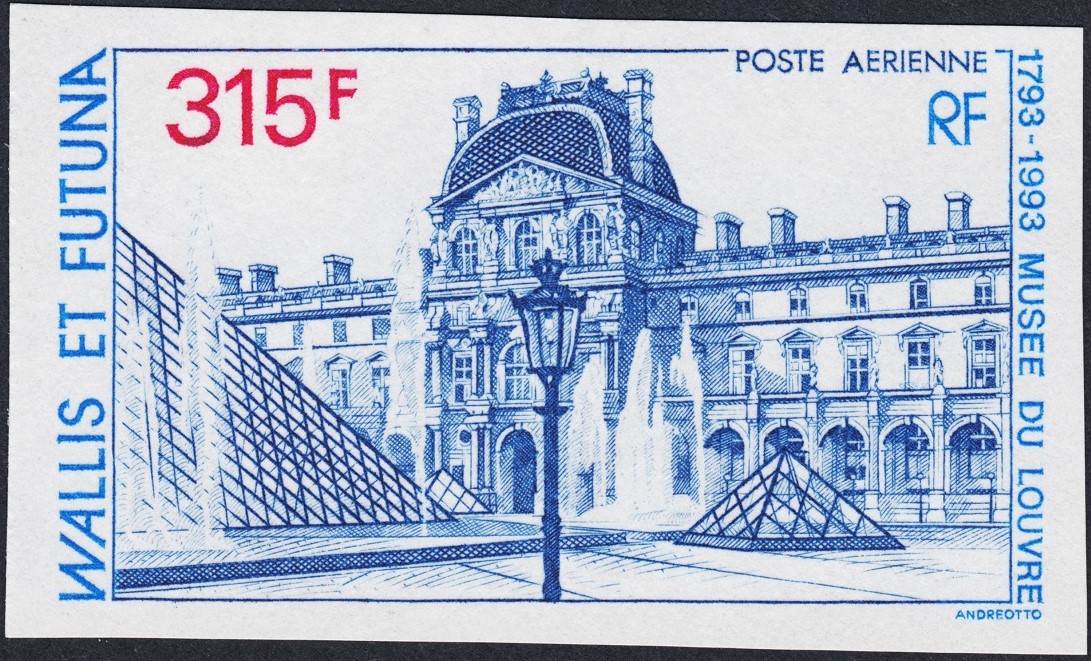 WALLIS ET FUTUNA
315F
POSTE AERIENNE
RF
1793-1993 MUSEE DU LOUVRE
ANDREOTTO